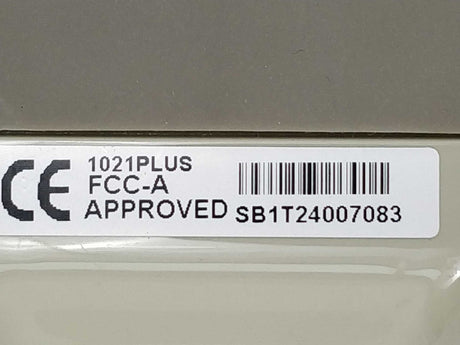 CE
1021PLUS
FCC-A
APPROVED
SB1T24007083